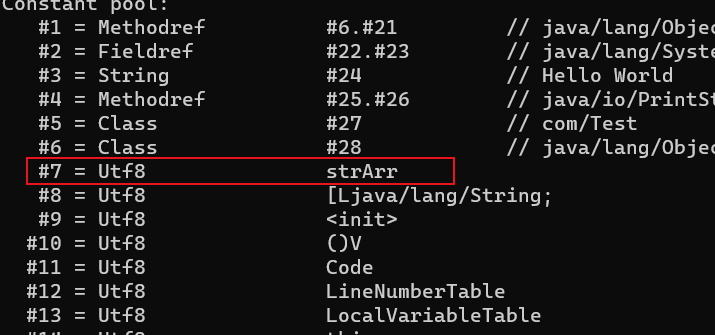 Constant pool:
#1 = Methodref #6.#21 // java/lang/Objec
#2 = Fieldref #22.#23 // java/lang/Syste
#3 = String #24 // Hello World
#4 = Methodref #25.#26 // java/io/PrintSt
#5 = Class #27 // com/Test
#6 = Class #28 // java/lang/Objec
#7 = Utf8 strArr
#8 = Utf8 [Ljava/lang/String;
#9 = Utf8 <init>
#10 = Utf8 ()V
#11 = Utf8 Code
#12 = Utf8 LineNumberTable
#13 = Utf8 LocalVariableTable